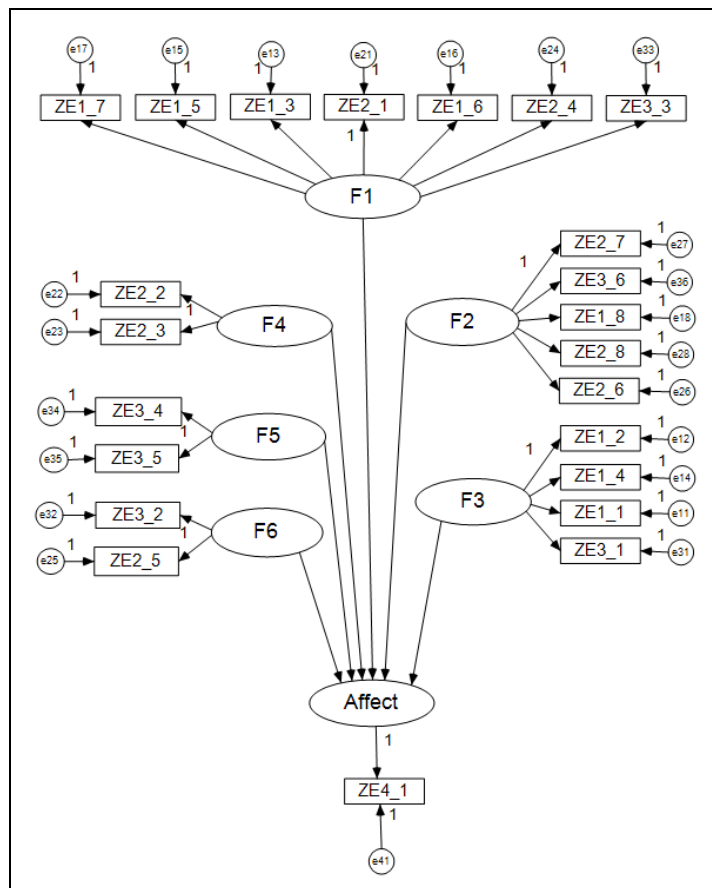 e17 e15 e13 e21 e16 e24 e33
1 1 1 1 1 1 1
ZE1_7 ZE1_5 ZE1_3 ZE2_1 ZE1_6 ZE2_4 ZE3_3
1
F1
ZE2_7 1 e27
1
ZE3_6 1 e36
ZE1_8 1 e18
ZE2_8 1 e28
ZE2_6 1 e26
F2
e22 1 ZE2_2
1
e23 1 ZE2_3
F4
e34 1 ZE3_4
1
e35 1 ZE3_5
F5
ZE1_2 1 e12
1
ZE1_4 1 e14
ZE1_1 1 e11
ZE3_1 1 e31
F3
e32 1 ZE3_2
1
e25 1 ZE2_5
F6
Affect
1
ZE4_1
1
e41